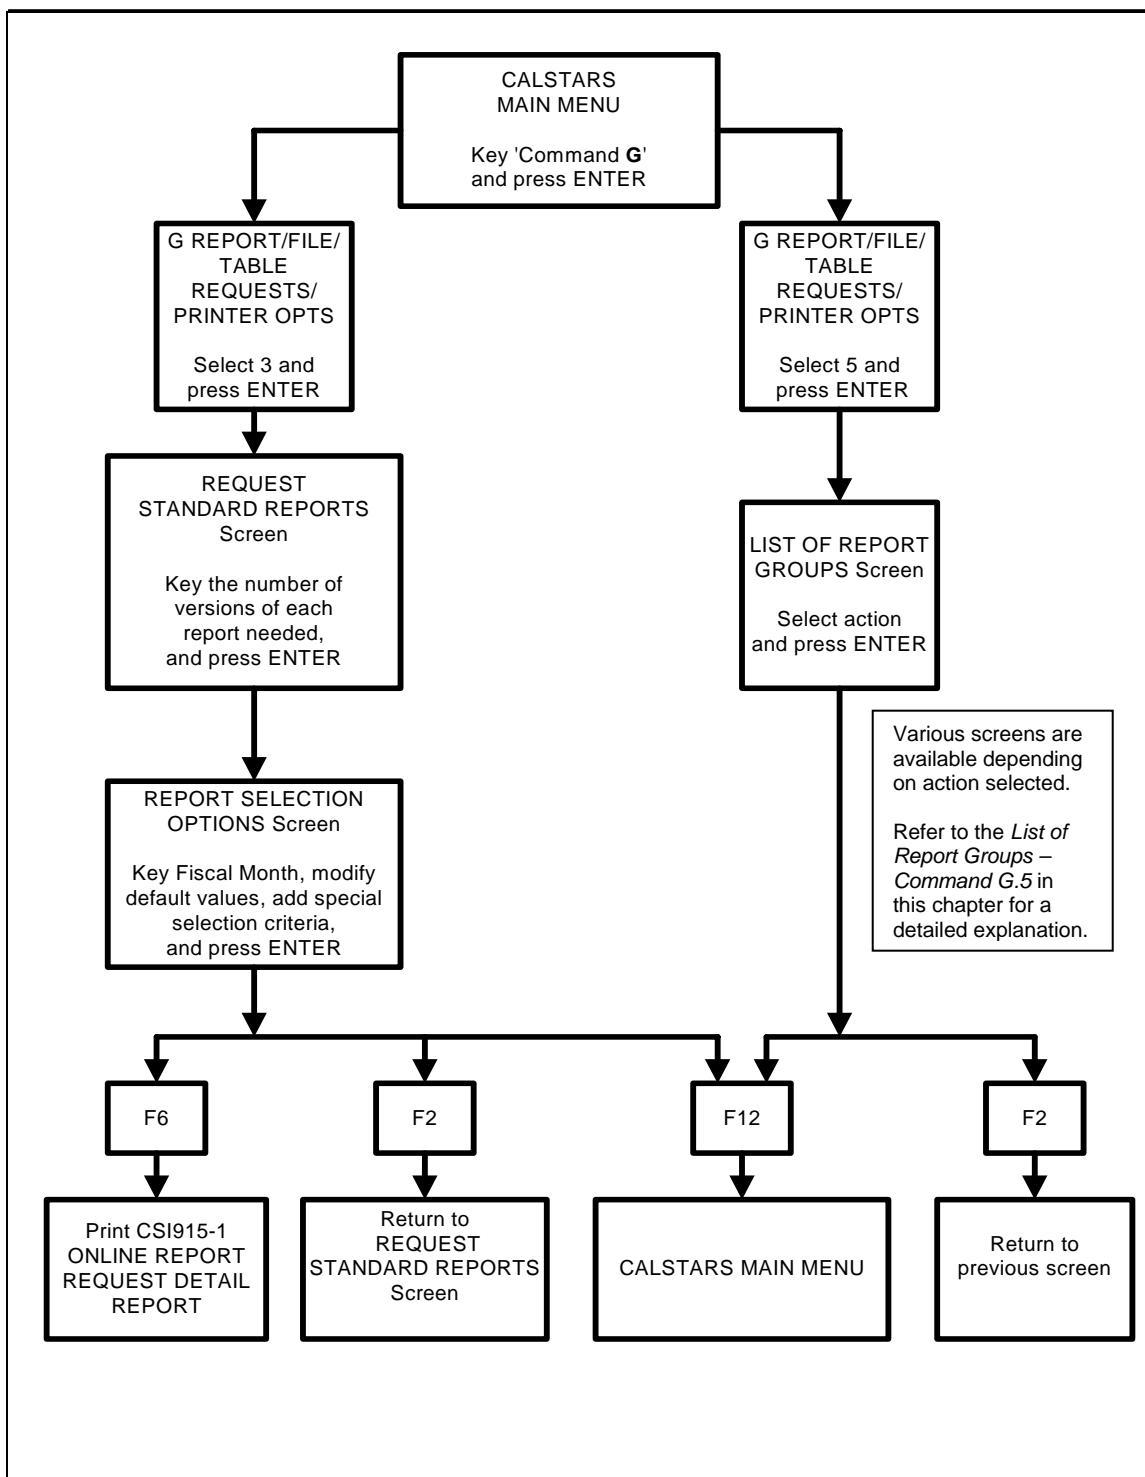 CALSTARS
MAIN MENU
Key 'Command G'
and press ENTER
G REPORT/FILE/
TABLE
REQUESTS/
PRINTER OPTS
Select 3 and
press ENTER
G REPORT/FILE/
TABLE
REQUESTS/
PRINTER OPTS
Select 5 and
press ENTER
REQUEST
STANDARD REPORTS
Screen
Key the number of
versions of each
report needed,
and press ENTER
LIST OF REPORT
GROUPS Screen
Select action
and press ENTER
Various screens are
available depending
on action selected.
Refer to the List of
Report Groups –
Command G.5 in
this chapter for a
detailed explanation.
REPORT SELECTION
OPTIONS Screen
Key Fiscal Month, modify
default values, add special
selection criteria,
and press ENTER
F6
F2
F12
F2
Print CSI915-1
ONLINE REPORT
REQUEST DETAIL
REPORT
Return to
REQUEST
STANDARD REPORTS
Screen
CALSTARS MAIN MENU
Return to
previous screen